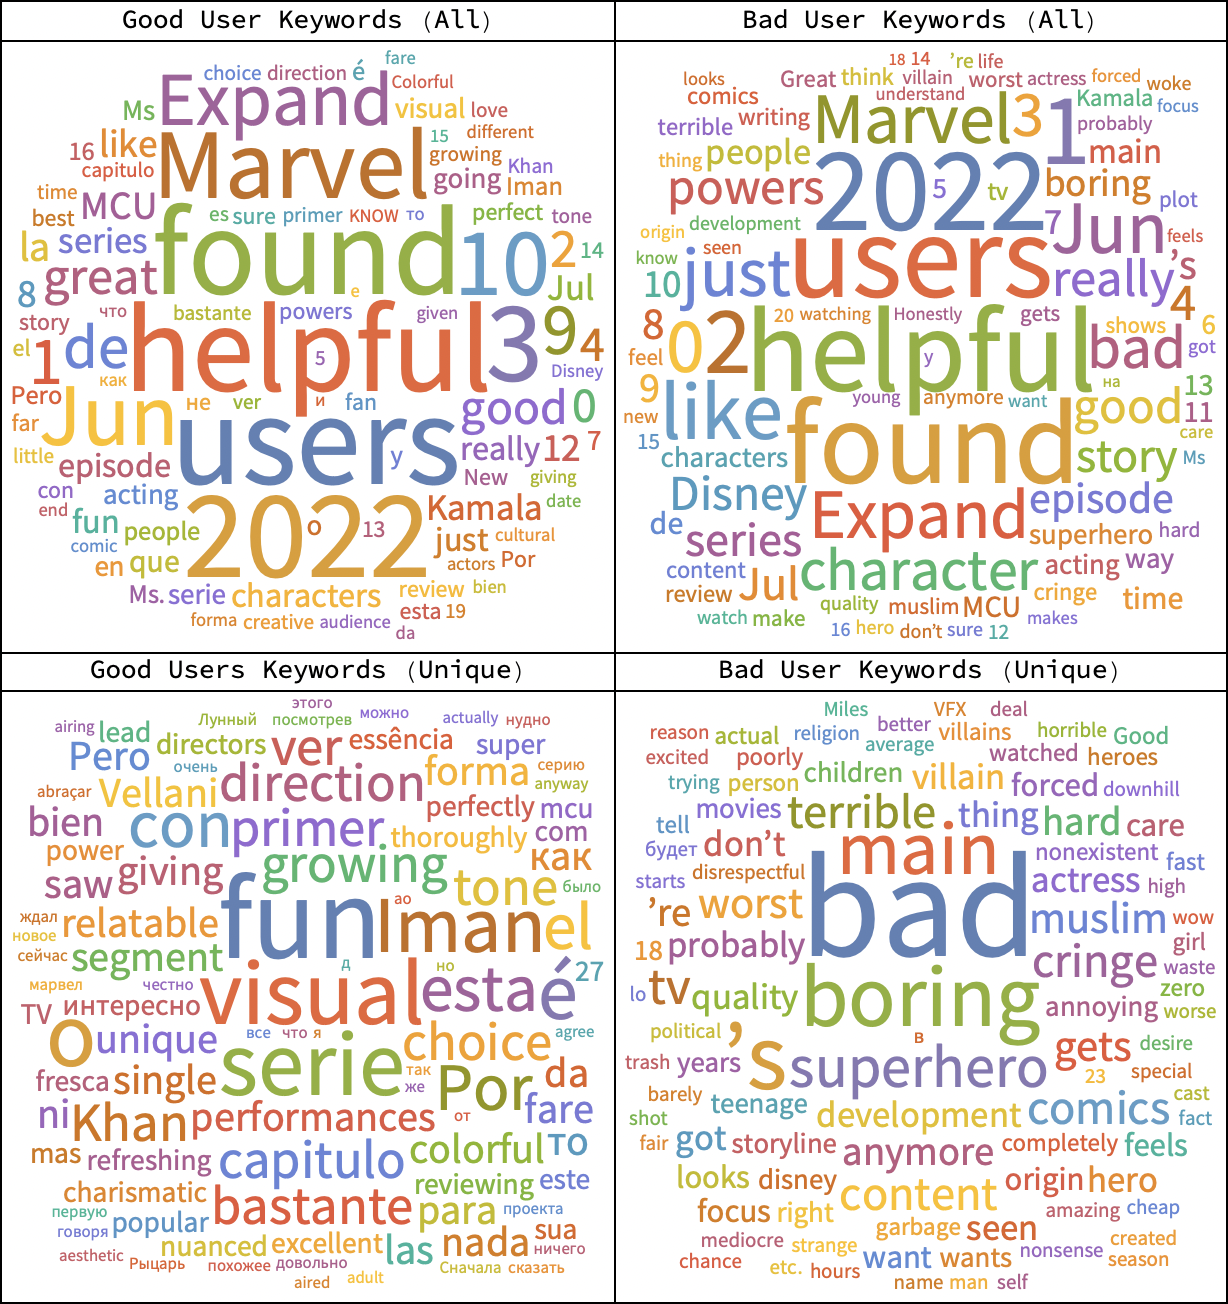 Good User Keywords (All)
fare
choice direction é Colorful
Ms Expand visual love
16 like Marvel 15 different
capitulo growing Khan
time MCU going Iman
best es sure primer KNOW то perfect tone
la series found 10 2 14
8 great e Jul
story что bastante powers given
el 1 de helpful 3 9 4
как 5 Disney
Pero Jun не ver и fan good 0
far users y really 12 7
little episode New giving
con acting 2022 Kamala date
end fun people о 13 just cultural
comic en que actors Por
Ms. serie characters review bien
forma creative audience esta 19
da
Bad User Keywords (All)
18 14 ’re life
looks Great think villain worst actress forced woke
comics understand Kamala focus
terrible writing Marvel 3 1 probably
thing people 2022 main
powers 5 tv boring plot
origin development 7 Jun feels
know seen users really ’s
10 just 4
8 20 watching Honestly gets shows 6
feel 0 2 helpful bad got
y на 13
9 young anymore want good 11
new like found care
15 characters story Ms
Disney Expand episode
de series superhero hard
content character acting way
review Jul cringe time
watch make quality muslim MCU makes
16 hero don’t sure 12
Good Users Keywords (Unique)
этого
airing lead Лунный посмотрев можно actually нудно
Pero directors ver essência super
очень direction forma серию
abraçar Vellani anyway
bien con primer perfectly mcu
power thoroughly com
saw giving growing как
fun tone было
ждал relatable ао Iman el
новое segment
сейчас д но 27
марвел честно visual está é
TV интересно
O unique все что я choice agree
fresca single serie так da
же Por
ni Khan performances от fare
mas refreshing capitulo colorful то
charismatic reviewing este
первую popular bastante para проекта
говоря nuanced excellent las nada sua
ничего
aesthetic Рыцарь похожее довольно Сначала сказать
aired adult
Bad User Keywords (Unique)
Miles VFX deal
reason actual religion better villains horrible Good
excited poorly average watched heroes
trying person children villain forced downhill
tell movies terrible thing hard care
будет don’t main nonexistent fast
starts disrespectful bad actress high
’re worst muslim wow
18 probably cringe girl
waste
lo tv quality boring annoying zero
worse
political ’s в gets desire
trash years superhero 23 special
barely teenage development comics cast
shot fact
fair got storyline anymore completely feels
looks disney content origin hero
focus right amazing cheap
mediocre strange garbage seen created
chance etc. hours want wants nonsense season
name man self